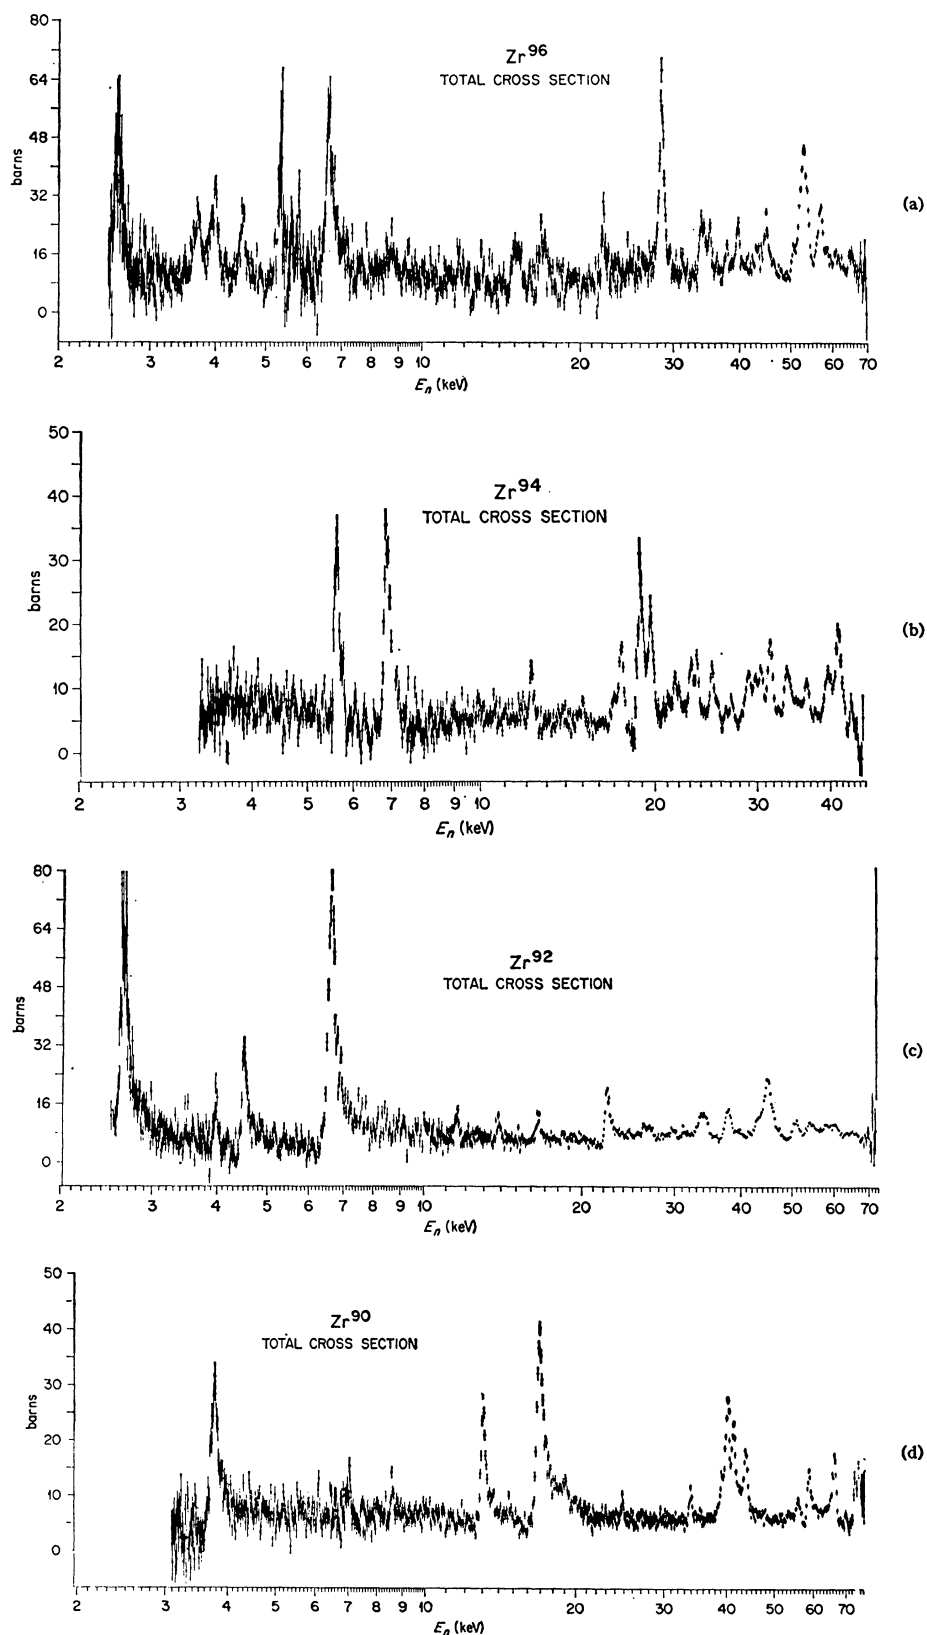 80
64
48
32
16
0
barns
Zr96
TOTAL CROSS SECTION
(a)
2 3 4 5 6 7 8 9 10 20 30 40 50 60 70
En (keV)
50
40
30
20
10
0
barns
Zr94
TOTAL CROSS SECTION
(b)
2 3 4 5 6 7 8 9 10 20 30 40
En (keV)
80
64
48
32
16
0
barns
Zr92
TOTAL CROSS SECTION
(c)
2 3 4 5 6 7 8 9 10 20 30 40 50 60 70
En (keV)
50
40
30
20
10
0
barns
Zr90
TOTAL CROSS SECTION
(d)
2 3 4 5 6 7 8 9 10 20 30 40 50 60 70
En (keV)